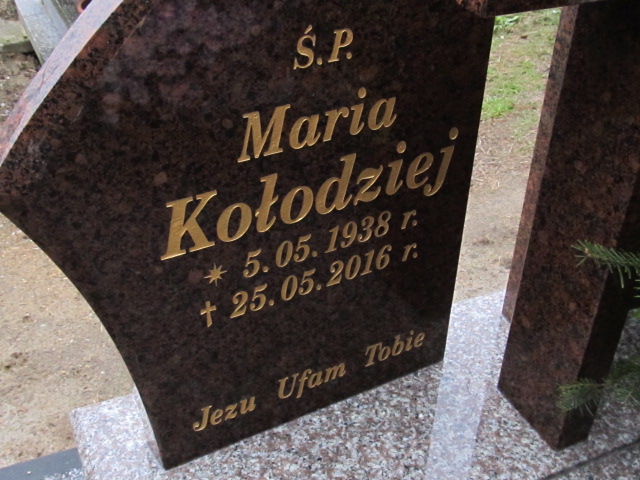 Ś.P.
Maria
Kołodziej
* 5.05.1938 r.
† 25.05.2016 r.
Jezu Ufam Tobie